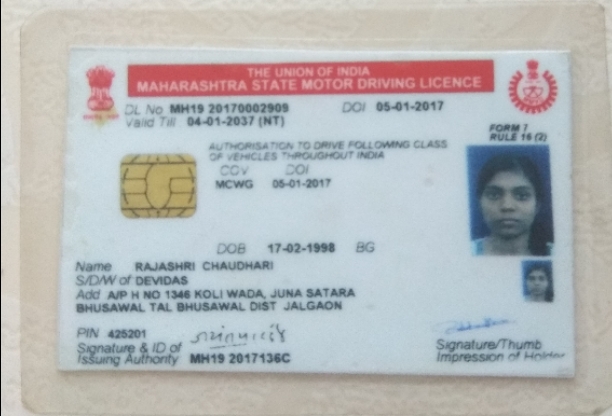 THE UNION OF INDIA
MAHARASHTRA STATE MOTOR DRIVING LICENCE
DL No MH19 20170002909 DOI 05-01-2017
Valid Till 04-01-2037 (NT)
FORM 7
RULE 16 (2)
AUTHORISATION TO DRIVE FOLLOWING CLASS
OF VEHICLES THROUGHOUT INDIA
COV DOI
MCWG 05-01-2017
DOB 17-02-1998 BG
Name RAJASHRI CHAUDHARI
S/D/W of DEVIDAS
Add A/P H NO 1346 KOLI WADA, JUNA SATARA
BHUSAWAL TAL BHUSAWAL DIST JALGAON
PIN 425201
Signature & ID of
Issuing Authority MH19 2017136C
Signature/Thumb
Impression of Holder